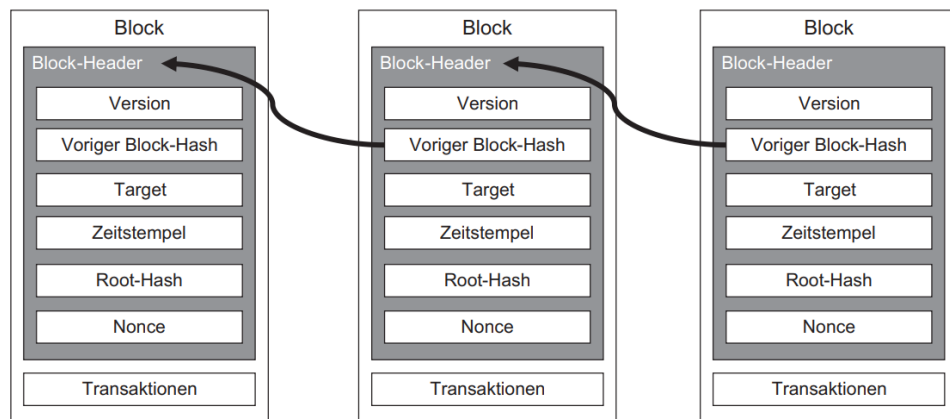 Block
Block-Header
Version
Voriger Block-Hash
Target
Zeitstempel
Root-Hash
Nonce
Transaktionen
Block
Block-Header
Version
Voriger Block-Hash
Target
Zeitstempel
Root-Hash
Nonce
Transaktionen
Block
Block-Header
Version
Voriger Block-Hash
Target
Zeitstempel
Root-Hash
Nonce
Transaktionen